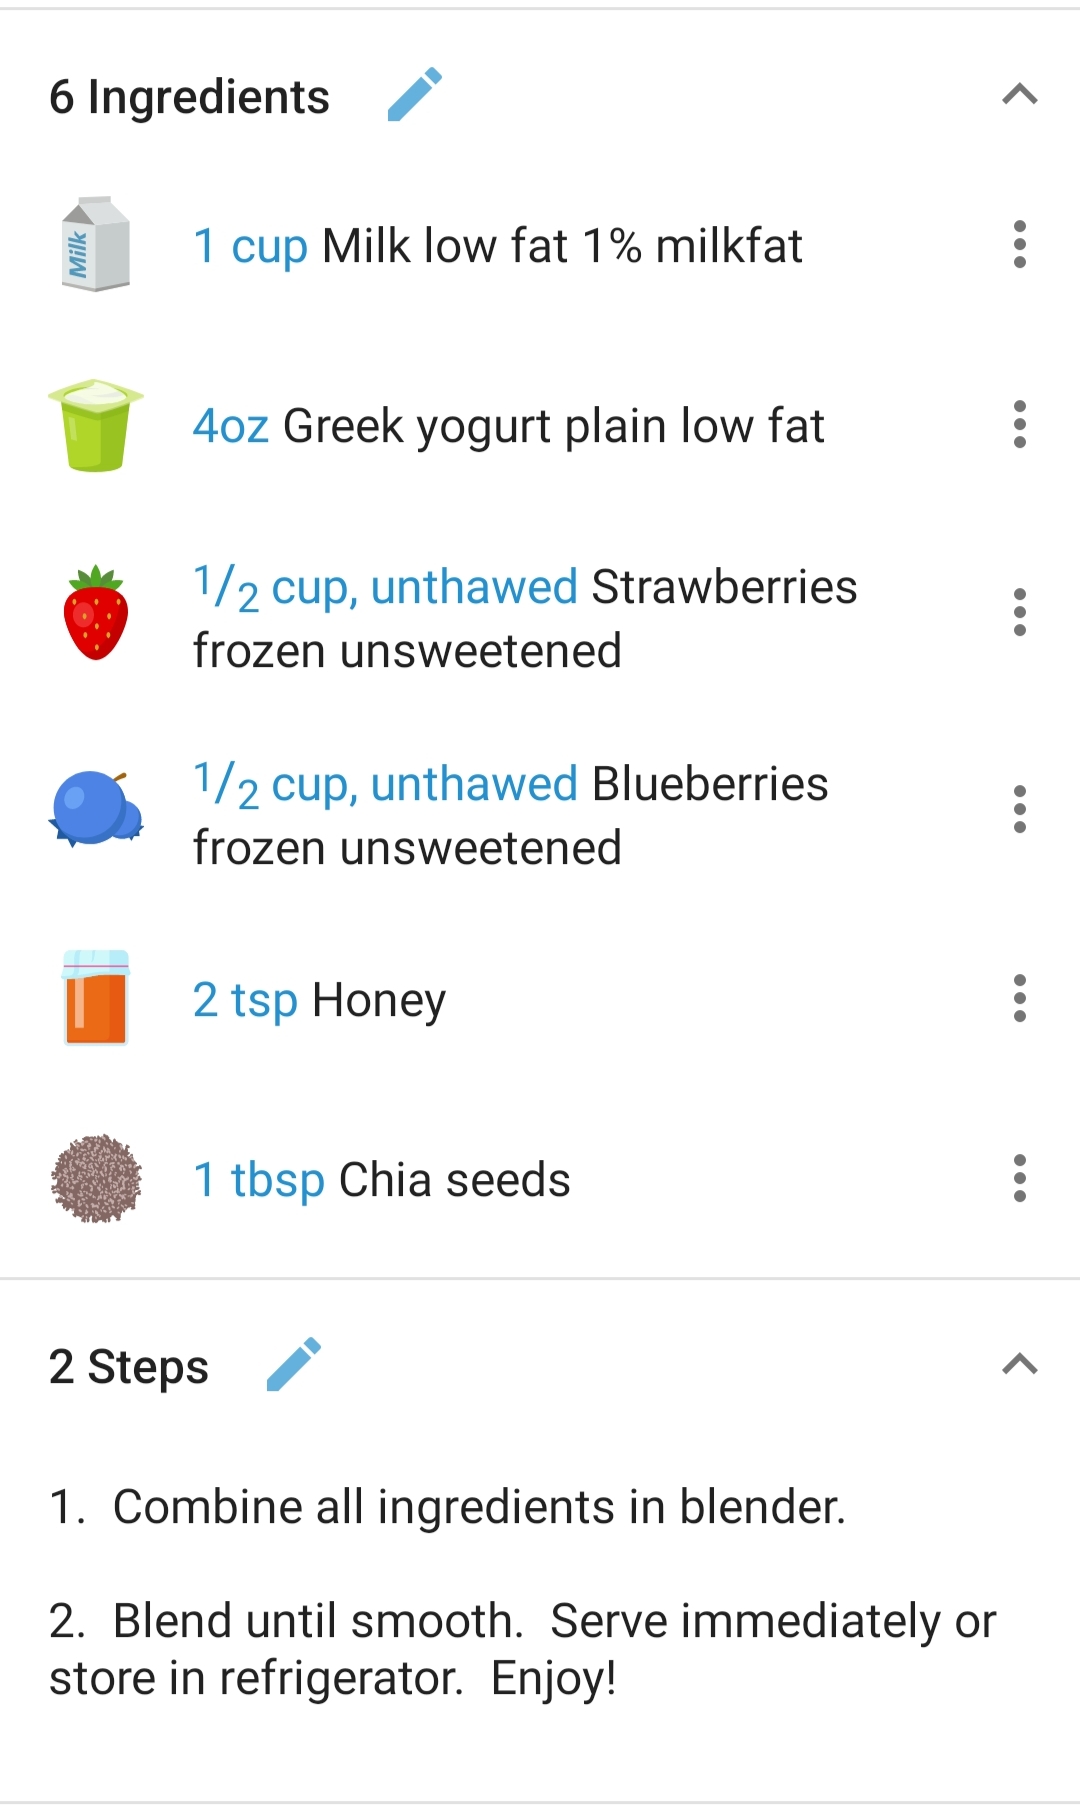 6 Ingredients
Milk
1 cup Milk low fat 1% milkfat
4oz Greek yogurt plain low fat
1/2 cup, unthawed Strawberries
frozen unsweetened
1/2 cup, unthawed Blueberries
frozen unsweetened
2 tsp Honey
1 tbsp Chia seeds
2 Steps
1. Combine all ingredients in blender.
2. Blend until smooth. Serve immediately or
store in refrigerator. Enjoy!